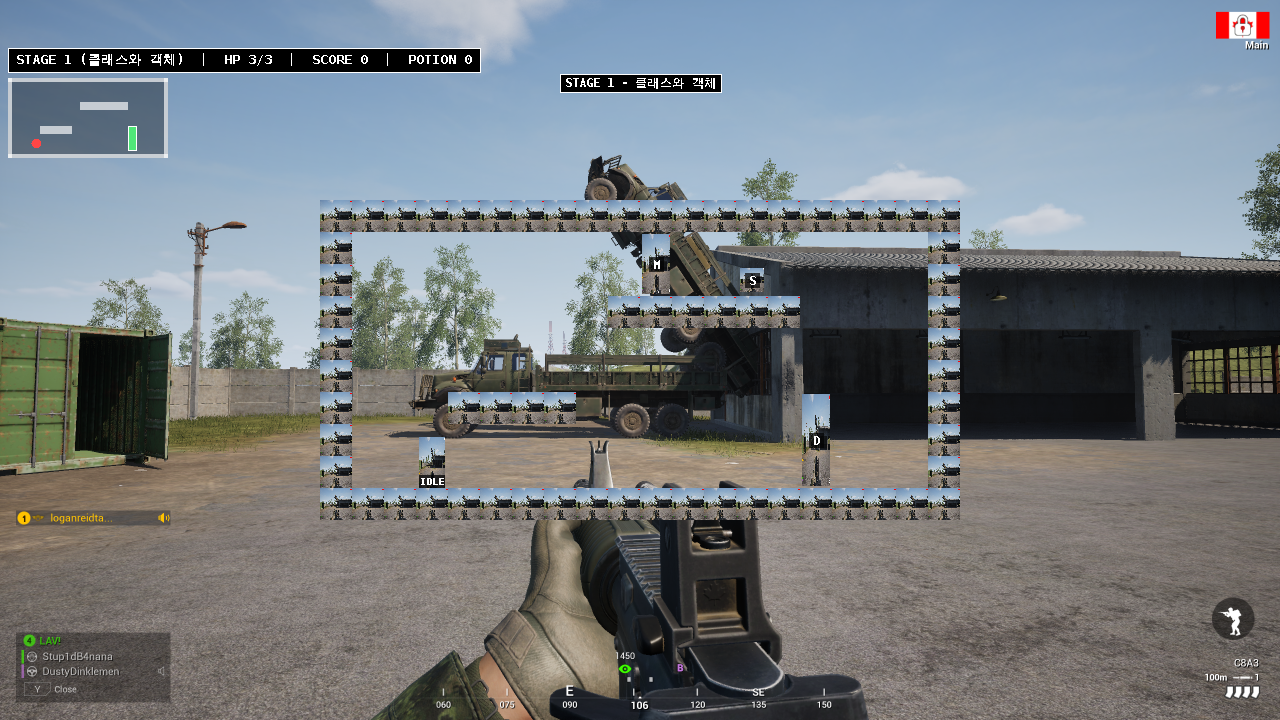 STAGE 1 (클래스와 객체) | HP 3/3 | SCORE 0 | POTION 0
Main
STAGE 1 - 클래스와 객체
M
S
D
IDLE
1 loganreidta...
4 LAV!
Stup1dB4nana
DustyDinklemen
Y Close
1450
B
E
SE
060 075 090 106 120 135 150
C8A3
100m 1